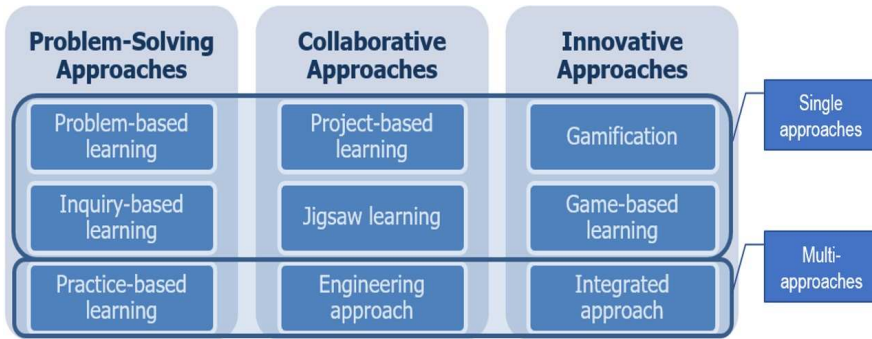 Problem-Solving
Approaches
Collaborative
Approaches
Innovative
Approaches
Problem-based
learning
Project-based
learning
Gamification
Inquiry-based
learning
Jigsaw learning
Game-based
learning
Practice-based
learning
Engineering
approach
Integrated
approach
Single
approaches
Multi-
approaches